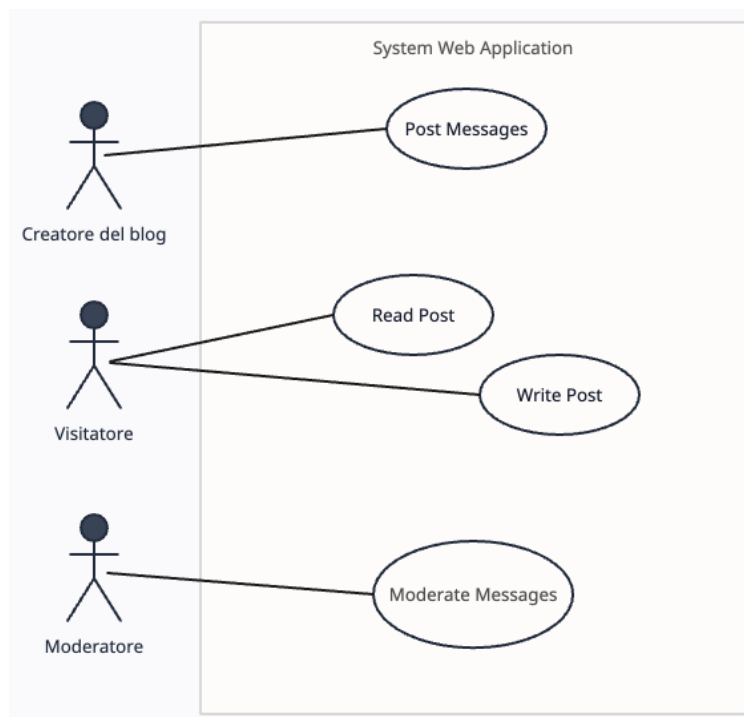 System Web Application
Post Messages
Creatore del blog
Read Post
Write Post
Visitatore
Moderate Messages
Moderatore